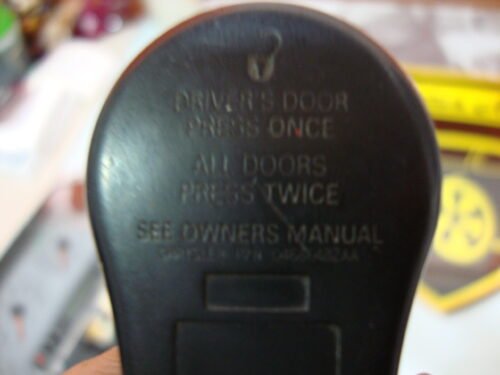 DRIVER'S DOOR
PRESS ONCE
ALL DOORS
PRESS TWICE
SEE OWNERS MANUAL
CHRYSLER P/N